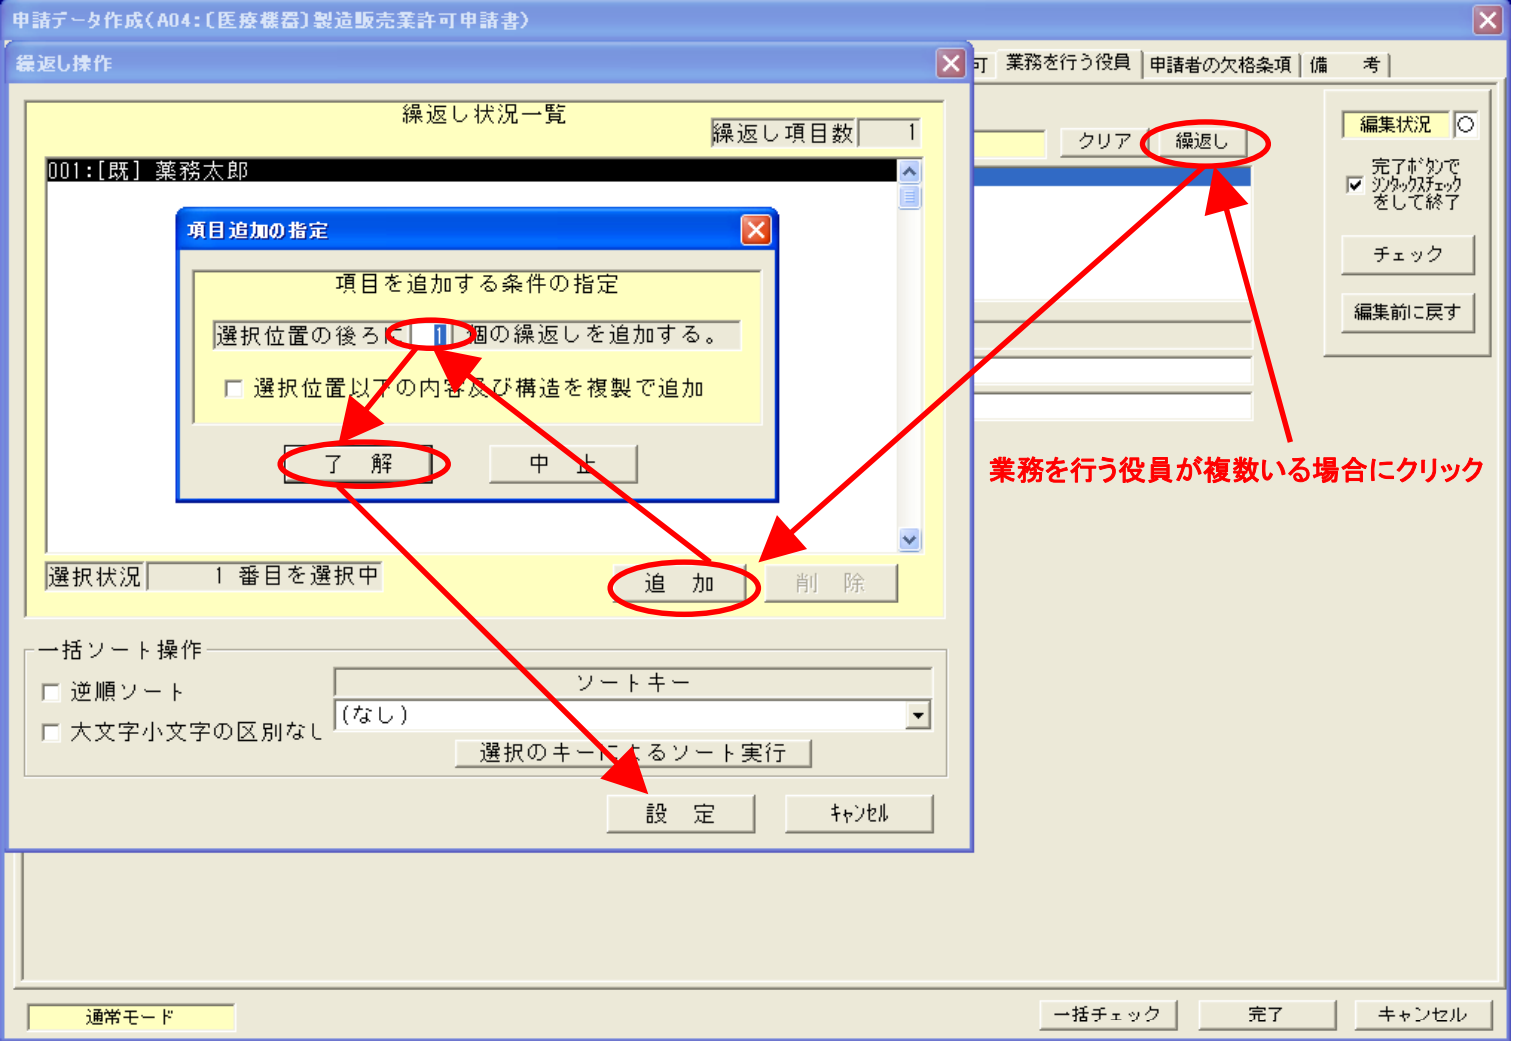 申請データ作成(A04:〔医療機器〕製造販売業許可申請書)
繰返し操作
可 業務を行う役員 申請者の欠格条項 備 考
繰返し状況一覧
繰返し項目数 1
クリア 繰返し
編集状況 ○
001:[既] 薬務太郎
完了ボタンで
シンタックスチェック
をして終了
項目追加の指定
チェック
項目を追加する条件の指定
編集前に戻す
選択位置の後ろに 1 個の繰返しを追加する。
選択位置以下の内容及び構造を複製で追加
了 解 中 止
業務を行う役員が複数いる場合にクリック
選択状況 1 番目を選択中
追 加 削 除
一括ソート操作
逆順ソート
ソートキー
(なし)
大文字小文字の区別なし
選択のキーによるソート実行
設 定 キャンセル
通常モード
一括チェック 完了 キャンセル